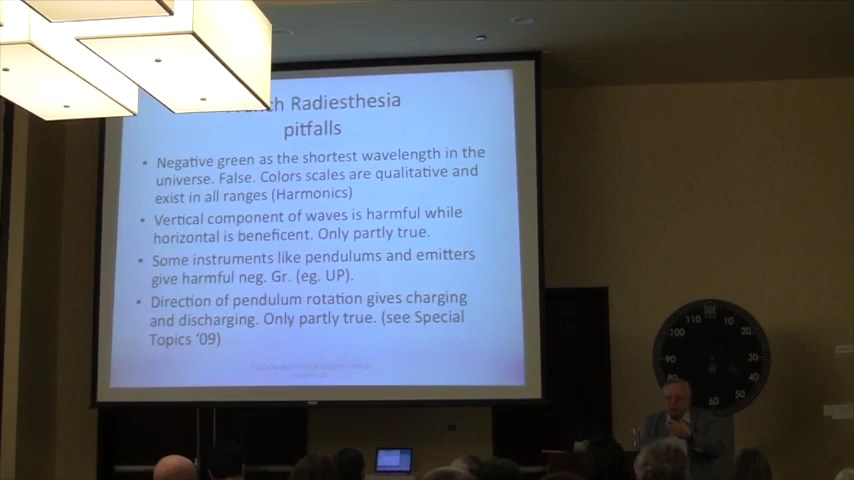 Radiesthesia
pitfalls
• Negative green as the shortest wavelength in the
universe. False. Colors scales are qualitative and
exist in all ranges (Harmonics)
• Vertical component of waves is harmful while
horizontal is beneficent. Only partly true.
• Some instruments like pendulums and emitters
give harmful neg. Gr. (eg. UP).
• Direction of pendulum rotation gives charging
and discharging. Only partly true. (see Special
Topics '09)
110
10
100
20
90
30
40
60
50